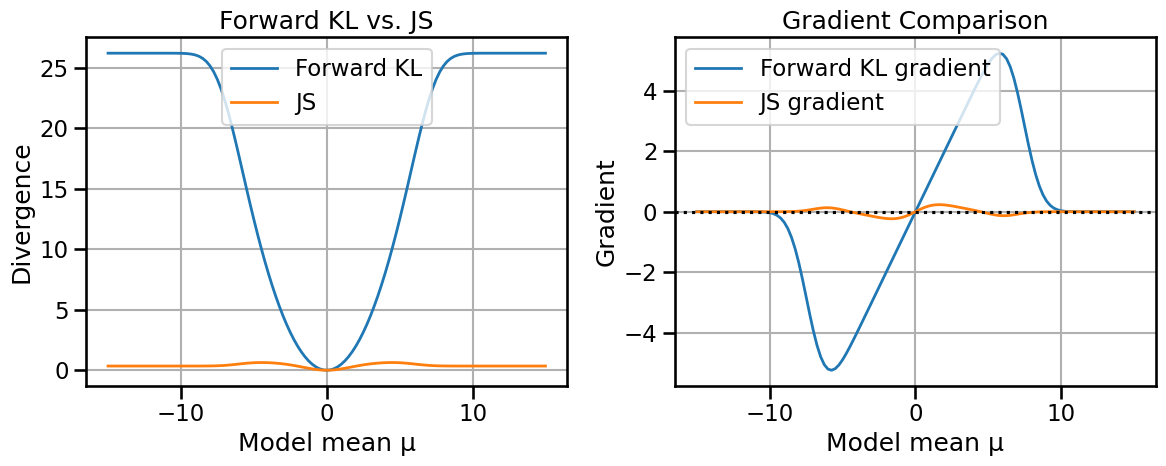 Forward KL vs. JS
Forward KL
JS
25
20
15
10
5
0
−10
0
10
Divergence
Model mean μ
Gradient Comparison
Forward KL gradient
JS gradient
4
2
0
−2
−4
−10
0
10
Gradient
Model mean μ